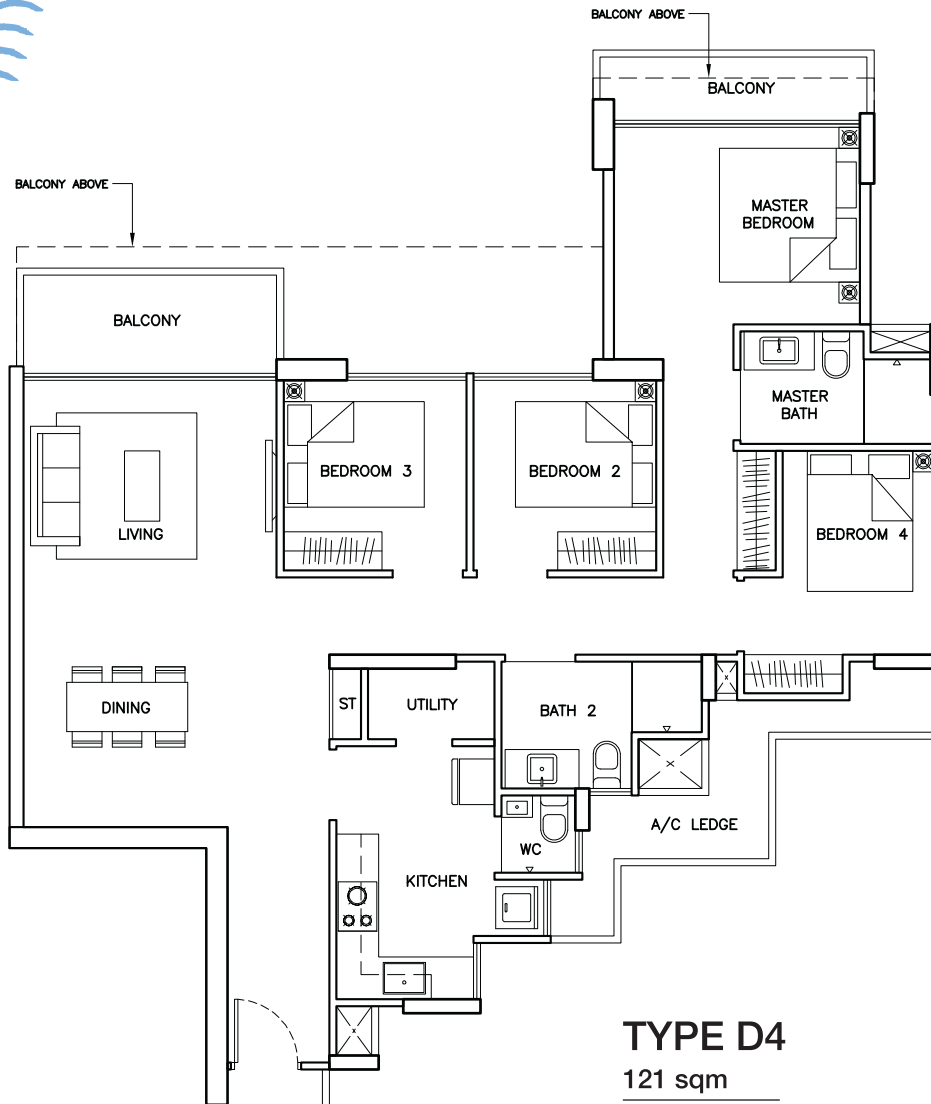 BALCONY ABOVE
BALCONY
BALCONY ABOVE
MASTER
BEDROOM
BALCONY
MASTER
BATH
BEDROOM 3
BEDROOM 2
LIVING
BEDROOM 4
DINING
ST
UTILITY
BATH 2
A/C LEDGE
WC
KITCHEN
TYPE D4
121 sqm